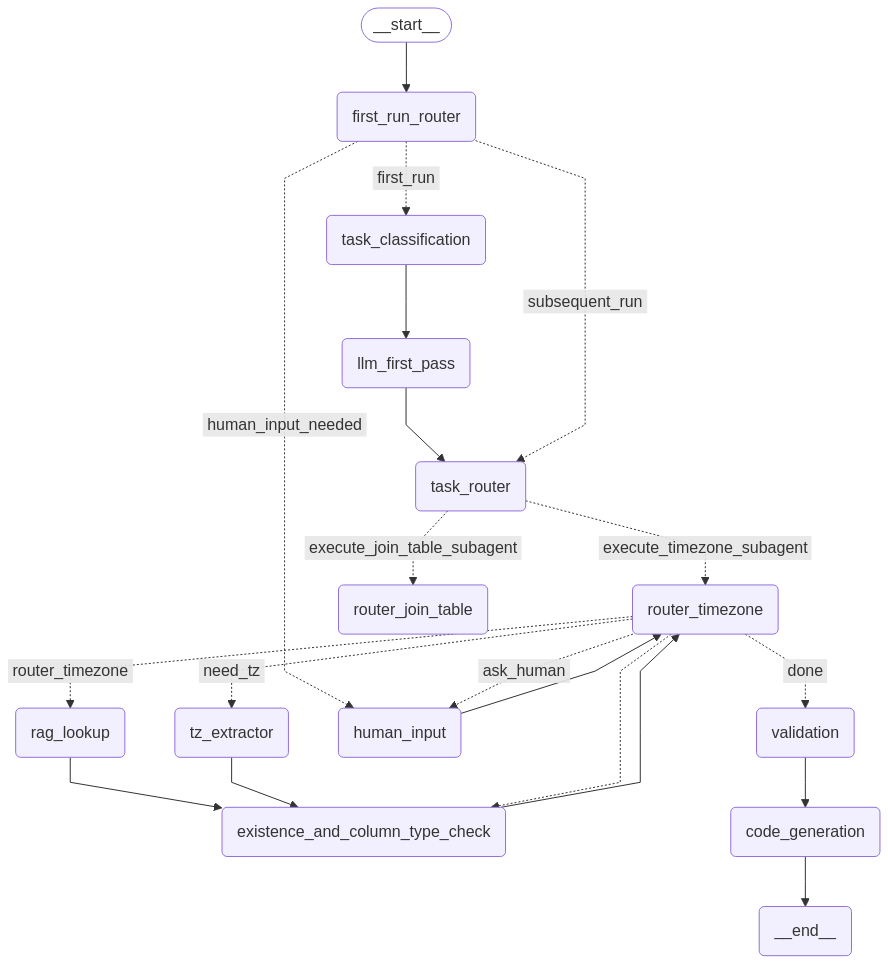 __start__
first_run_router
first_run
task_classification
subsequent_run
llm_first_pass
human_input_needed
task_router
execute_join_table_subagent
execute_timezone_subagent
router_join_table
router_timezone
router_timezone
need_tz
ask_human
done
rag_lookup
tz_extractor
human_input
validation
existence_and_column_type_check
code_generation
__end__